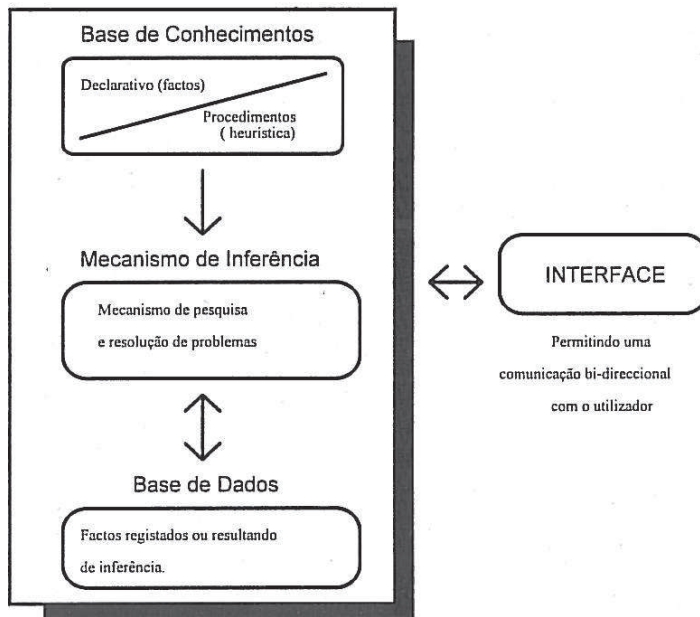 Base de Conhecimentos
Declarativo (factos)
Procedimentos
( heurística)
Mecanismo de Inferência
Mecanismo de pesquisa
e resolução de problemas
Base de Dados
Factos registados ou resultando
de inferência.
INTERFACE
Permitindo uma
comunicação bi-direccional
com o utilizador